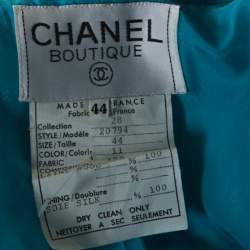 CHANEL
BOUTIQUE
MADE 44 FRANCE
Fabric France
Collection 28
STYLE/Modèle 20794
SIZE/Taille 44
COLOR/Coloris 11
FABRIC % 100
%
%
LINING/Doublure
SOIE SILK % 100
DRY CLEAN ONLY
NETTOYER A SEC SEULEMENT